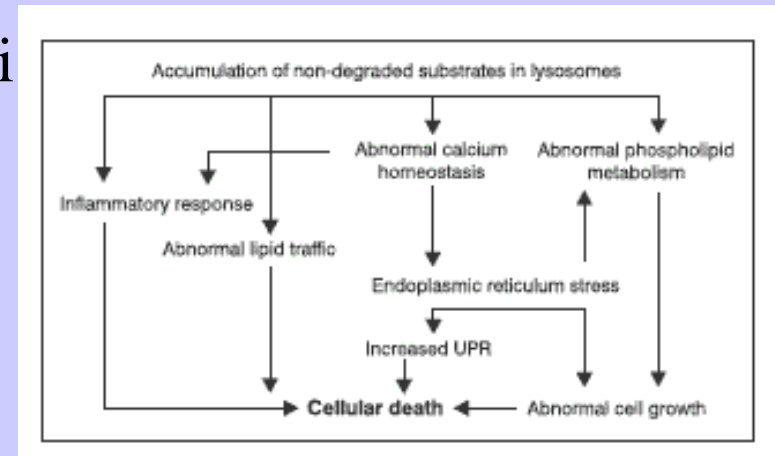 i
Accumulation of non-degraded substrates in lysosomes
Abnormal calcium
homeostasis
Abnormal phospholipid
metabolism
Inflammatory response
Abnormal lipid traffic
Endoplasmic reticulum stress
Increased UPR
Cellular death
Abnormal cell growth